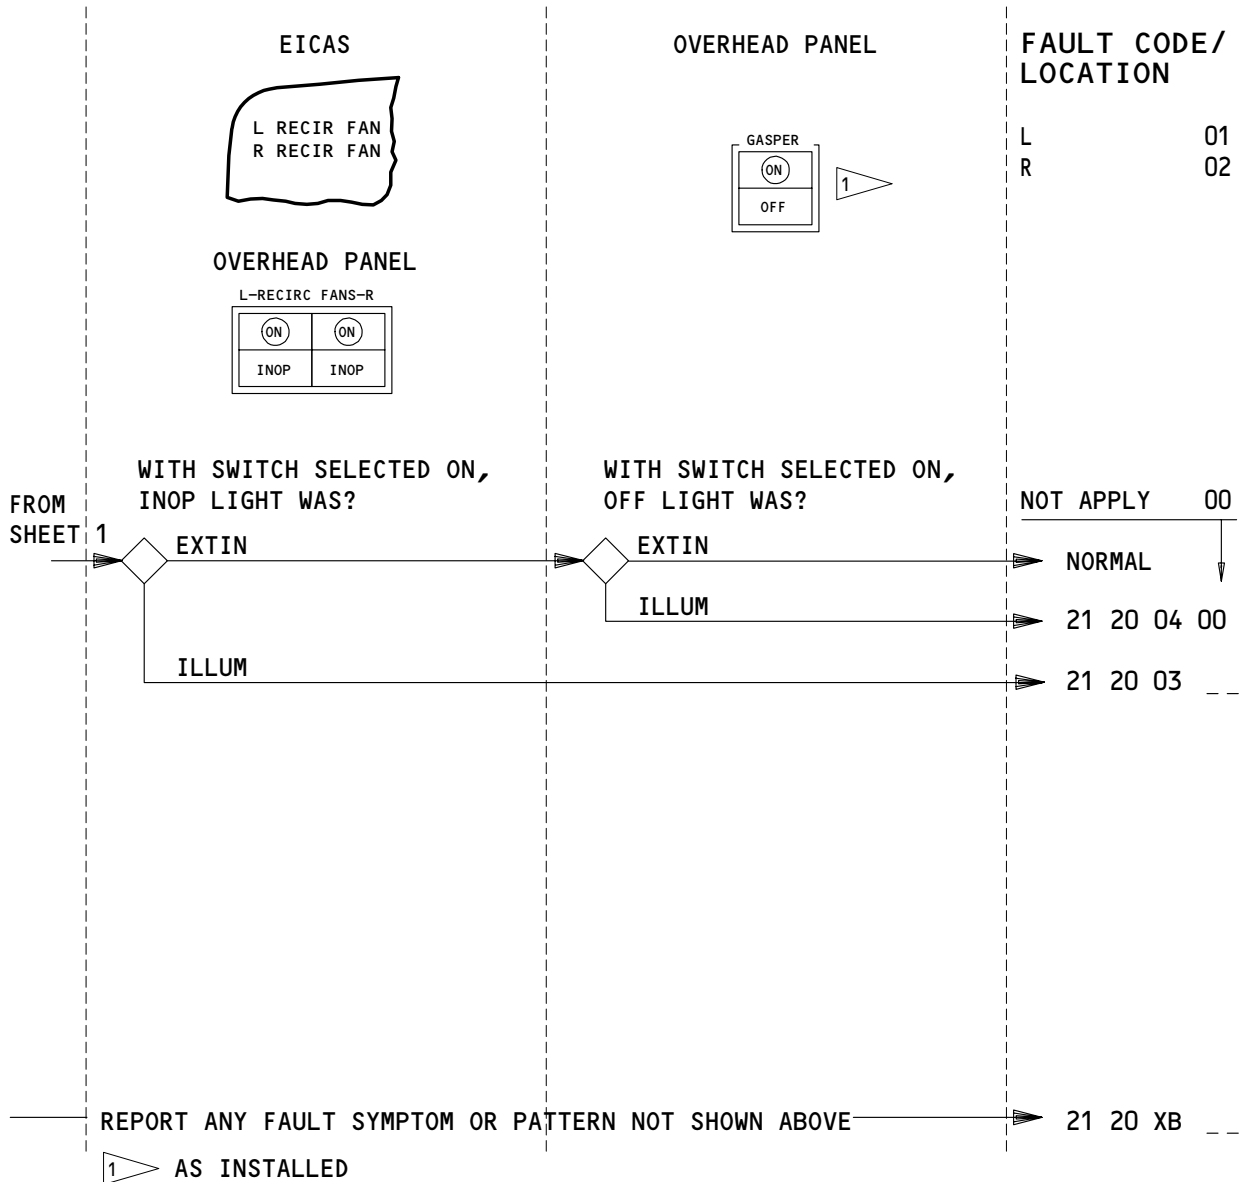 EICAS
OVERHEAD PANEL
FAULT CODE/
LOCATION
L RECIR FAN
R RECIR FAN
GASPER
ON
OFF
1
L 01
R 02
OVERHEAD PANEL
L-RECIRC FANS-R
ON ON
INOP INOP
WITH SWITCH SELECTED ON,
INOP LIGHT WAS?
WITH SWITCH SELECTED ON,
OFF LIGHT WAS?
NOT APPLY 00
FROM
SHEET 1
EXTIN
EXTIN
NORMAL
ILLUM
21 20 04 00
ILLUM
21 20 03 _ _
REPORT ANY FAULT SYMPTOM OR PATTERN NOT SHOWN ABOVE
21 20 XB _ _
1 AS INSTALLED